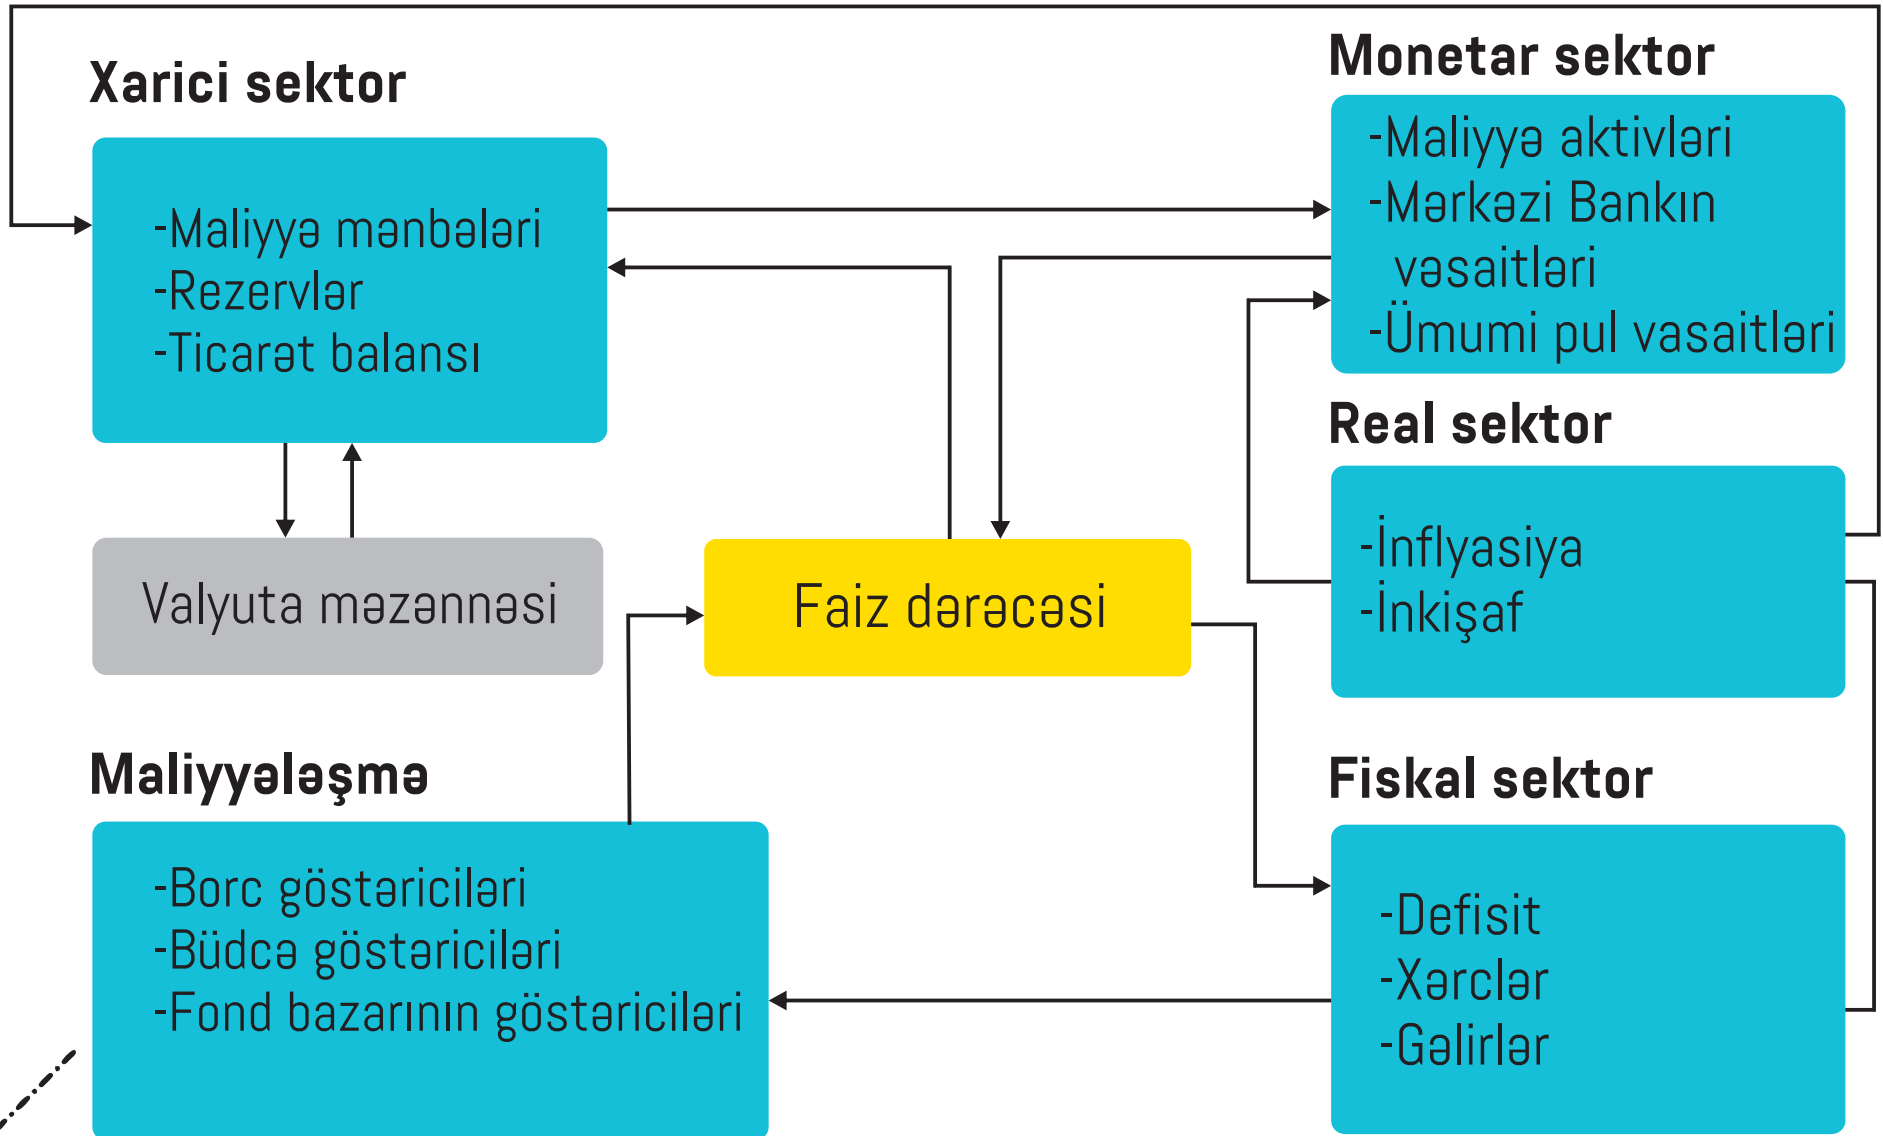 Xarici sektor
-Maliyyə mənbələri
-Rezervlər
-Ticarət balansı
Monetar sektor
-Maliyyə aktivləri
-Mərkəzi Bankın
vəsaitləri
-Ümumi pul vəsaitləri
Real sektor
-İnflyasiya
-İnkişaf
Valyuta məzənnəsi
Faiz dərəcəsi
Maliyyələşmə
-Borc göstəriciləri
-Büdcə göstəriciləri
-Fond bazarının göstəriciləri
Fiskal sektor
-Defisit
-Xərclər
-Gəlirlər